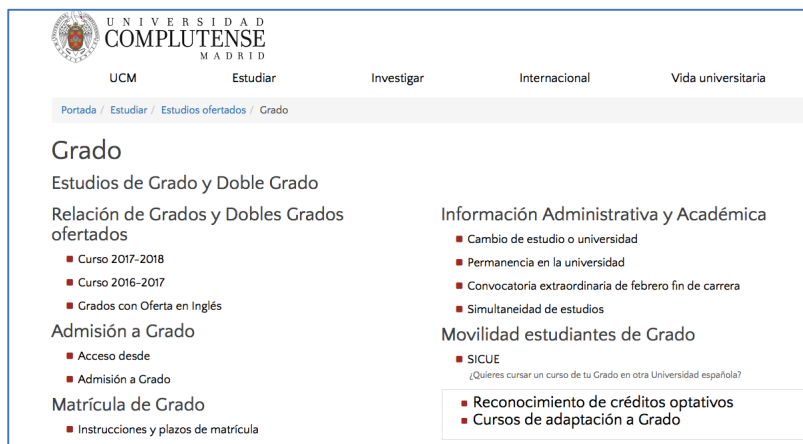 UNIVERSIDAD
COMPLUTENSE
MADRID
UCM Estudiar Investigar Internacional Vida universitaria
Portada / Estudiar / Estudios ofertados / Grado
Grado
Estudios de Grado y Doble Grado
Relación de Grados y Dobles Grados
ofertados
Curso 2017-2018
Curso 2016-2017
Grados con Oferta en Inglés
Admisión a Grado
Acceso desde
Admisión a Grado
Matrícula de Grado
Instrucciones y plazos de matrícula
Información Administrativa y Académica
Cambio de estudio o universidad
Permanencia en la universidad
Convocatoria extraordinaria de febrero fin de carrera
Simultaneidad de estudios
Movilidad estudiantes de Grado
SICUE
¿Quieres cursar un curso de tu Grado en otra Universidad española?
Reconocimiento de créditos optativos
Cursos de adaptación a Grado